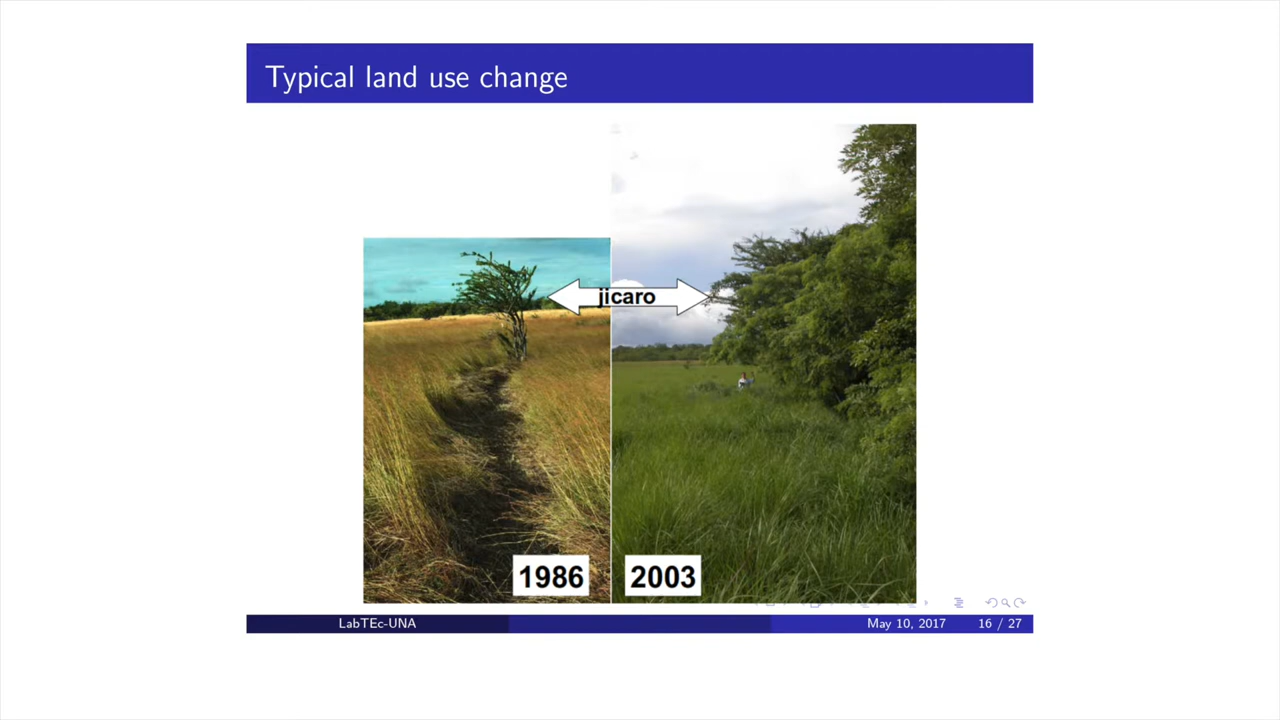 Typical land use change
jicaro
1986
2003
LabTEc-UNA
May 10, 2017
16 / 27